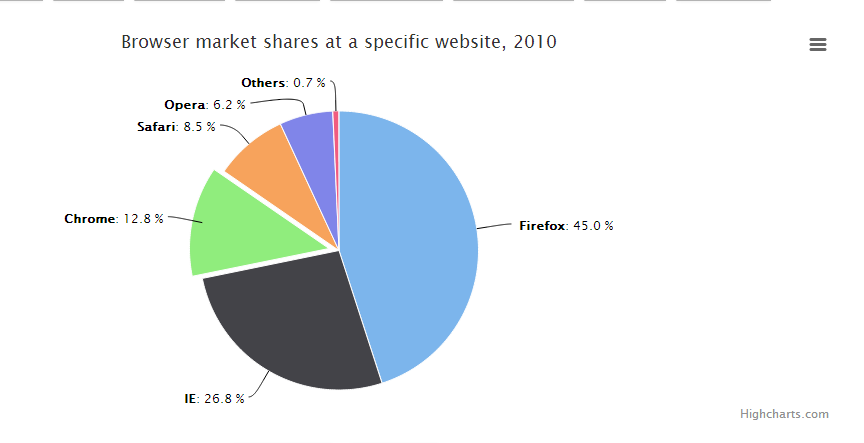 Browser market shares at a specific website, 2010
Others: 0.7 %
Opera: 6.2 %
Safari: 8.5 %
Chrome: 12.8 %
Firefox: 45.0 %
IE: 26.8 %
Highcharts.com